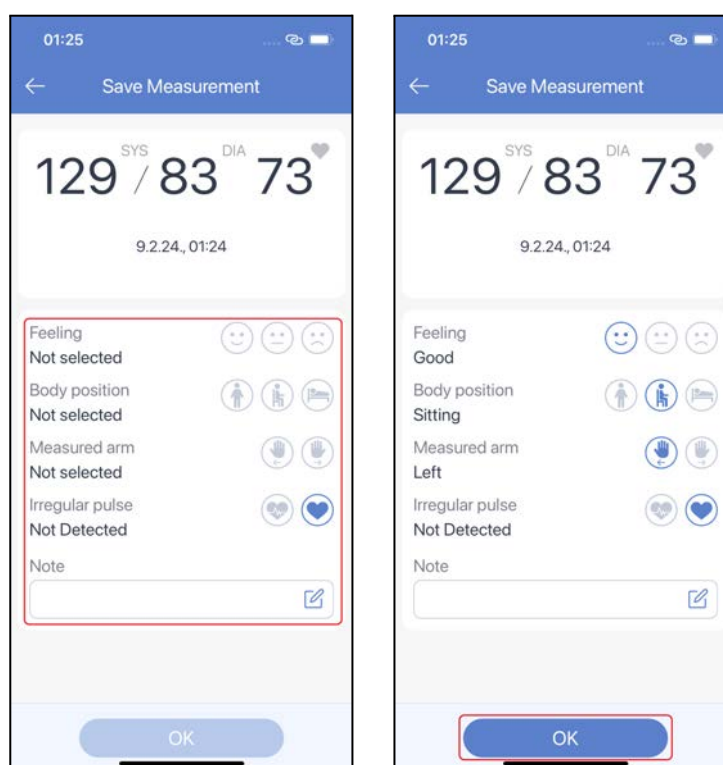 01:25
Save Measurement
SYS DIA
129 / 83 73
9.2.24., 01:24
Feeling
Not selected
Body position
Not selected
Measured arm
Not selected
Irregular pulse
Not Detected
Note
OK
01:25
Save Measurement
SYS DIA
129 / 83 73
9.2.24., 01:24
Feeling
Good
Body position
Sitting
Measured arm
Left
Irregular pulse
Not Detected
Note
OK